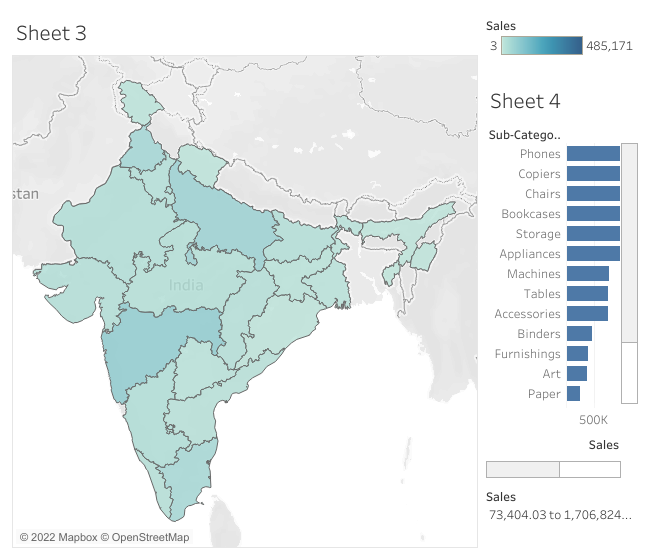 Sheet 3
stan
India
© 2022 Mapbox © OpenStreetMap
Sales
3 485,171
Sheet 4
Sub-Catego..
Phones
Copiers
Chairs
Bookcases
Storage
Appliances
Machines
Tables
Accessories
Binders
Furnishings
Art
Paper
500K
Sales
Sales
73,404.03 to 1,706,824...